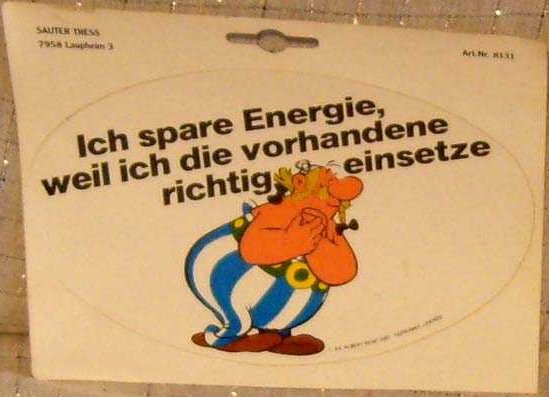 SAUTER TRESS
7958 Laupheim 3
Art.Nr. 8131
Ich spare Energie,
weil ich die vorhandene
richtig einsetze